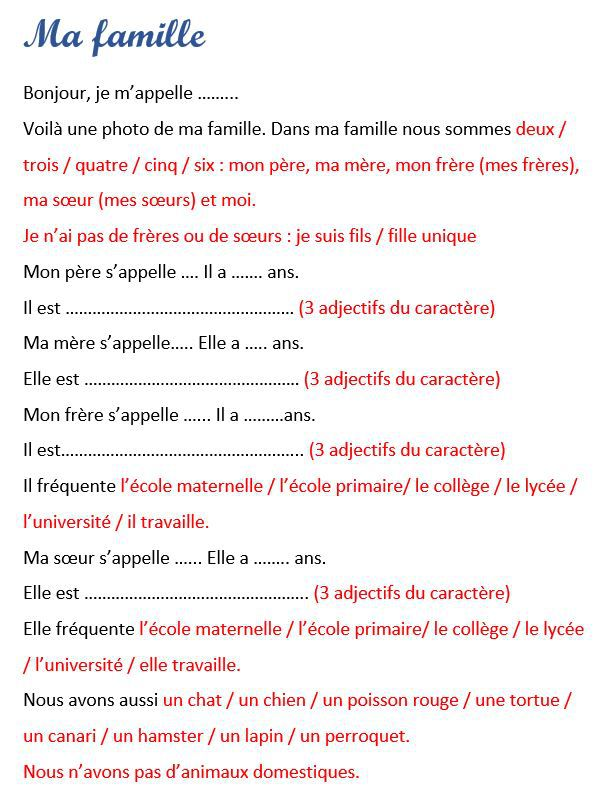 Ma famille
Bonjour, je m’appelle .........
Voilà une photo de ma famille. Dans ma famille nous sommes deux /
trois / quatre / cinq / six : mon père, ma mère, mon frère (mes frères),
ma sœur (mes sœurs) et moi.
Je n’ai pas de frères ou de sœurs : je suis fils / fille unique
Mon père s’appelle .... Il a ....... ans.
Il est .................................................... (3 adjectifs du caractère)
Ma mère s’appelle..... Elle a ..... ans.
Elle est ................................................. (3 adjectifs du caractère)
Mon frère s’appelle ...... Il a .........ans.
Il est....................................................... (3 adjectifs du caractère)
Il fréquente l’école maternelle / l’école primaire/ le collège / le lycée /
l’université / il travaille.
Ma sœur s’appelle ...... Elle a ........ ans.
Elle est ................................................... (3 adjectifs du caractère)
Elle fréquente l’école maternelle / l’école primaire/ le collège / le lycée
/ l’université / elle travaille.
Nous avons aussi un chat / un chien / un poisson rouge / une tortue /
un canari / un hamster / un lapin / un perroquet.
Nous n’avons pas d’animaux domestiques.